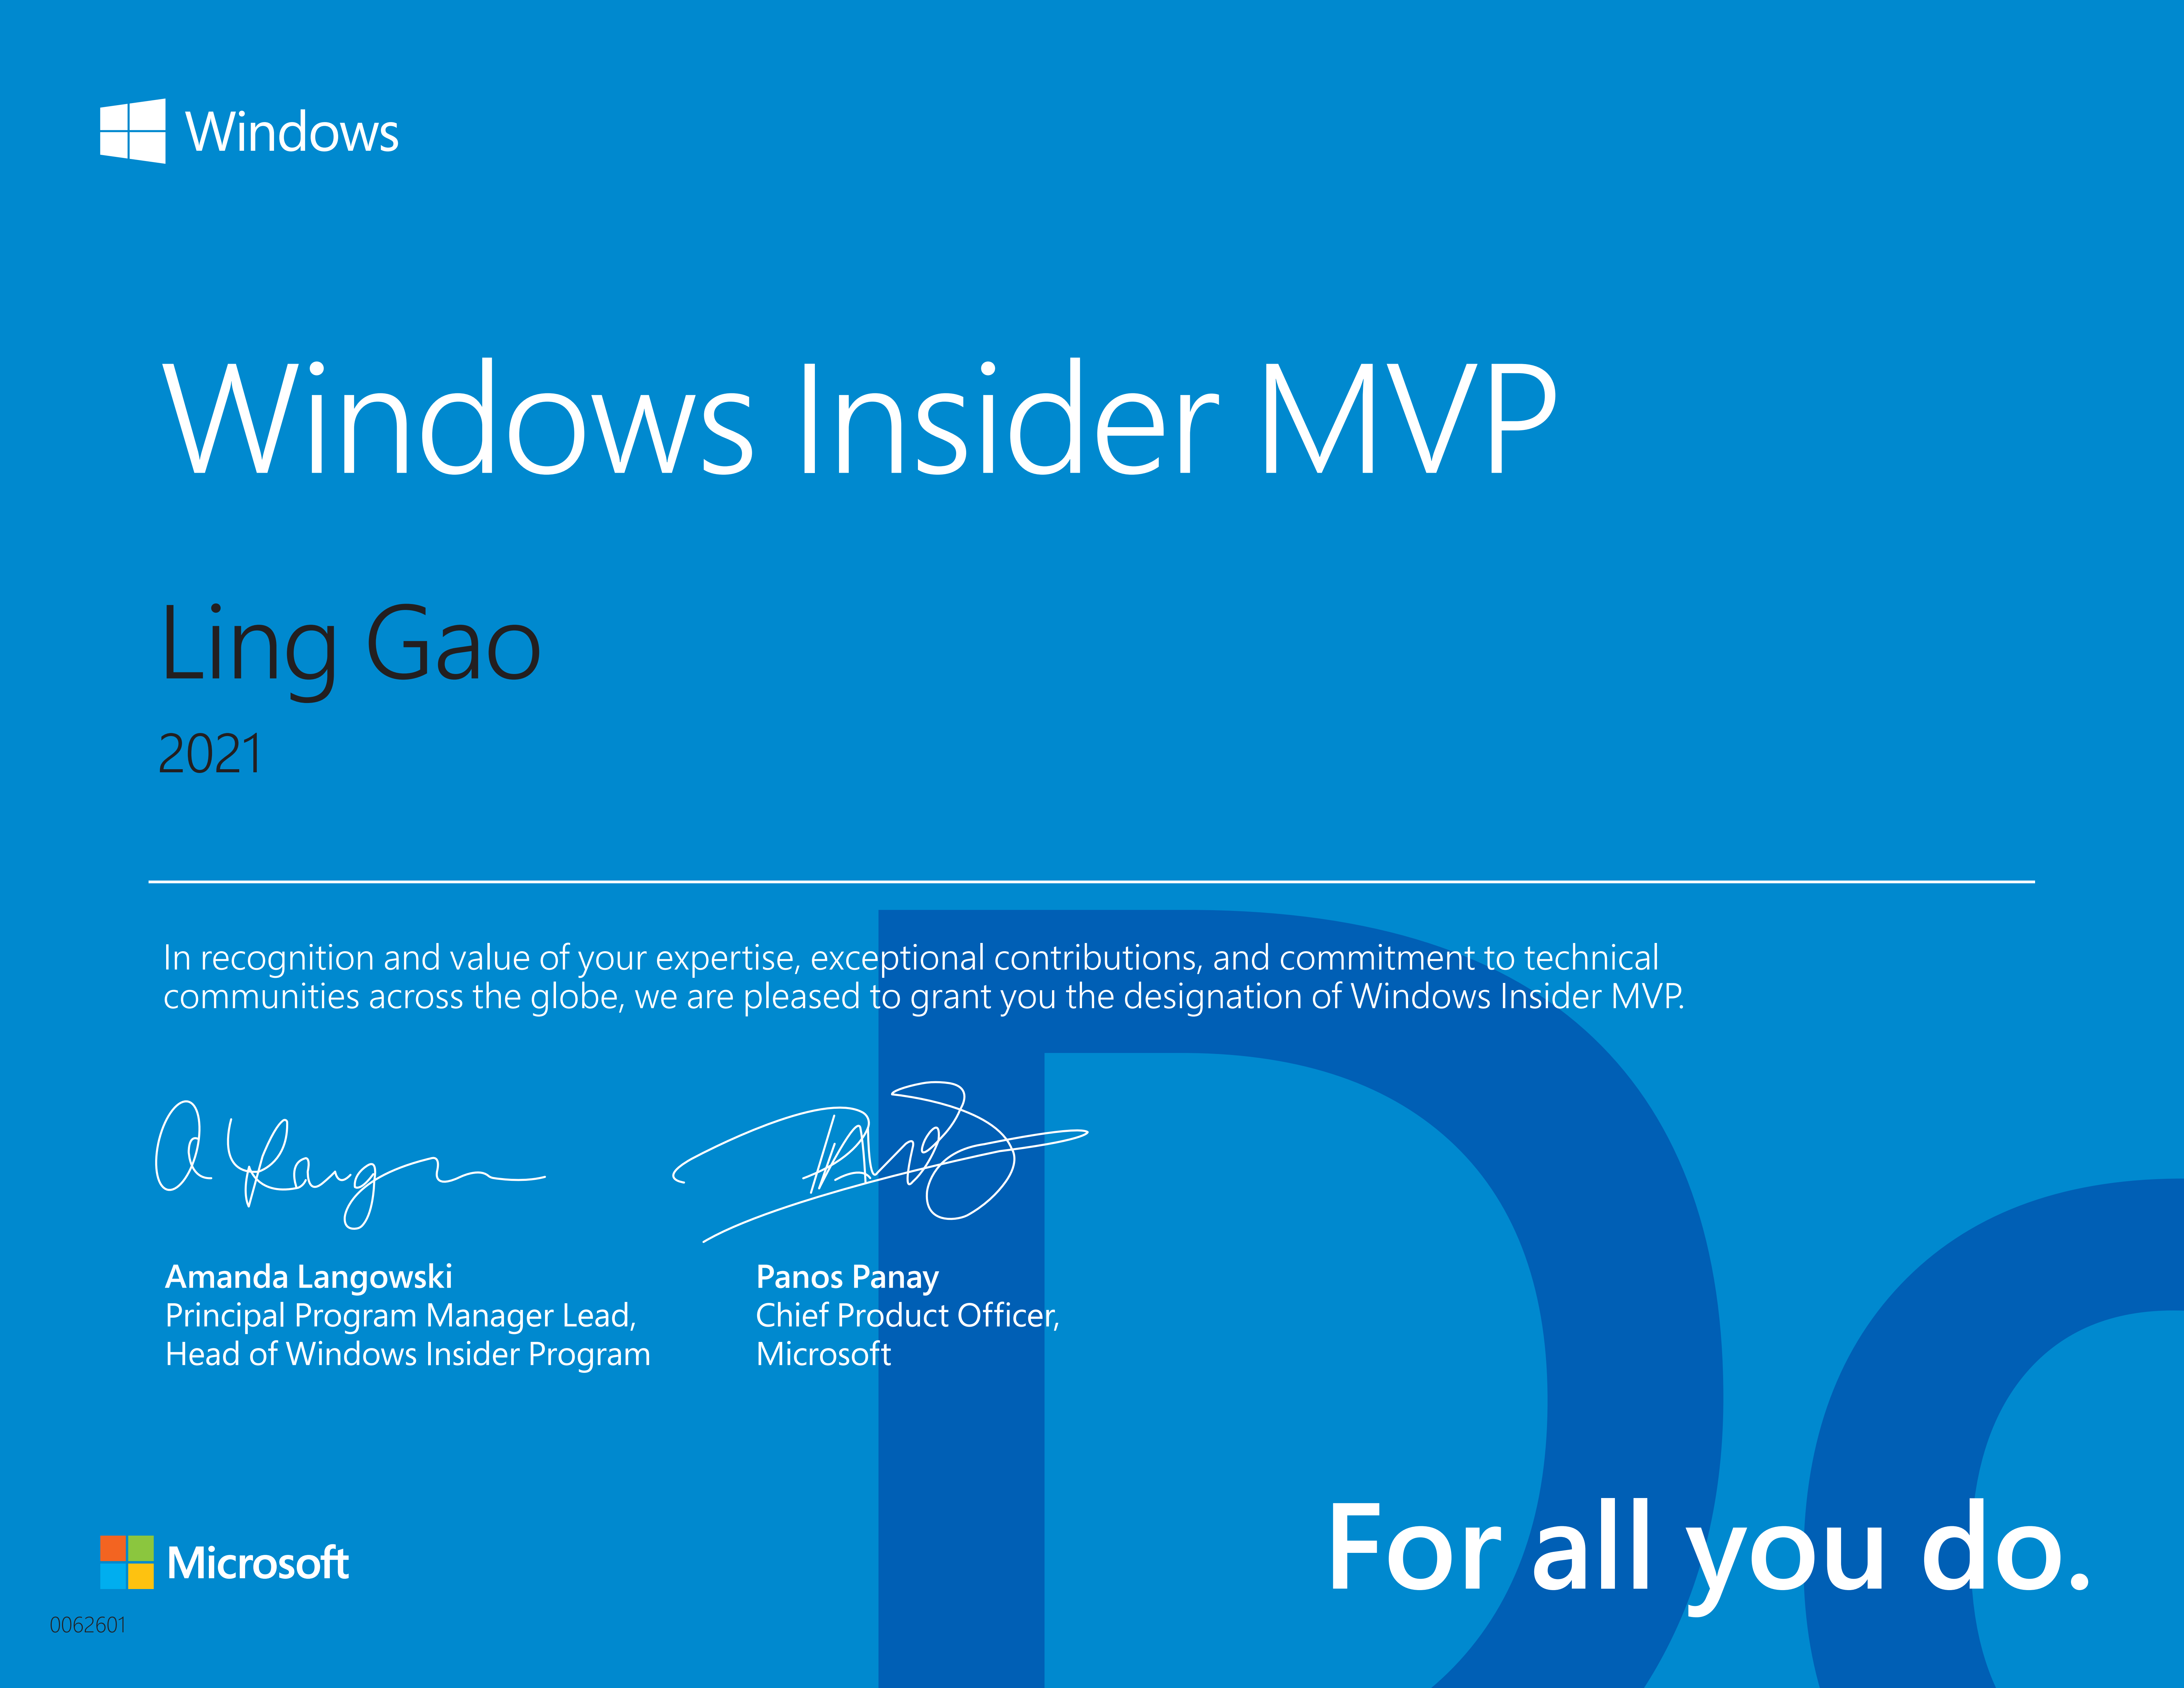 Windows
Windows Insider MVP
Ling Gao
2021
In recognition and value of your expertise, exceptional contributions, and commitment to technical
communities across the globe, we are pleased to grant you the designation of Windows Insider MVP.
Amanda Langowski
Principal Program Manager Lead,
Head of Windows Insider Program
Panos Panay
Chief Product Officer,
Microsoft
Do
For all you do.
Microsoft
0062601